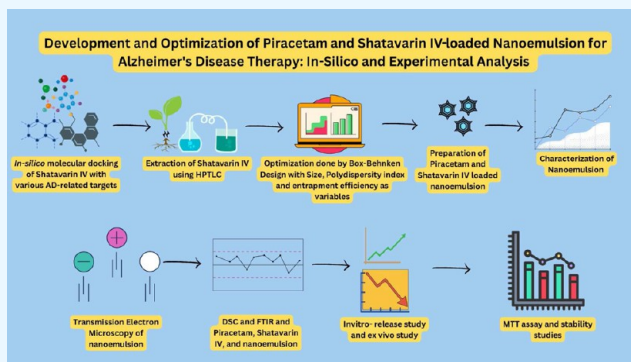 Development and Optimization of Piracetam and Shatavarin IV-loaded Nanoemulsion for
Alzheimer's Disease Therapy: In-Silico and Experimental Analysis
In-silico molecular docking
of Shatavarin IV with
various AD-related targets
Extraction of Shatavarin IV
using HPTLC
Optimization done by Box-Behnken
Design with Size, Polydispersity index
and entrapment efficiency as
variables
Preparation of
Piracetam and
Shatavarin IV loaded
nanoemulsion
Characterization of
Nanoemulsion
Transmission Electron
Microscopy of
nanoemulsion
DSC and FTIR and
Piracetam, Shatavarin
IV, and nanoemulsion
Invitro- release study
and ex vivo study
MTT assay and stability
studies